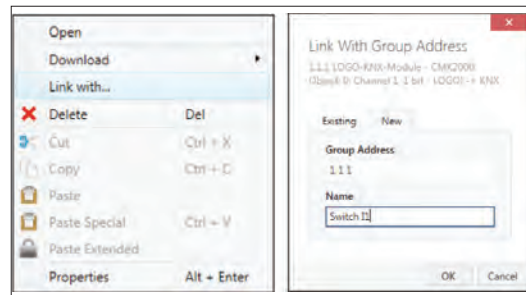 Open
Download
Link with...
Delete Del
Cut Ctrl + X
Copy Ctrl + C
Paste
Paste Special Ctrl + V
Paste Extended
Properties Alt + Enter
Link With Group Address
1.1.1 LOGO-KNX-Module - CMK2000
Object 0: Channel 1, 1 bit - LOGO! -> KNX
Existing New
Group Address
1.1.1
Name
Switch I1
OK Cancel